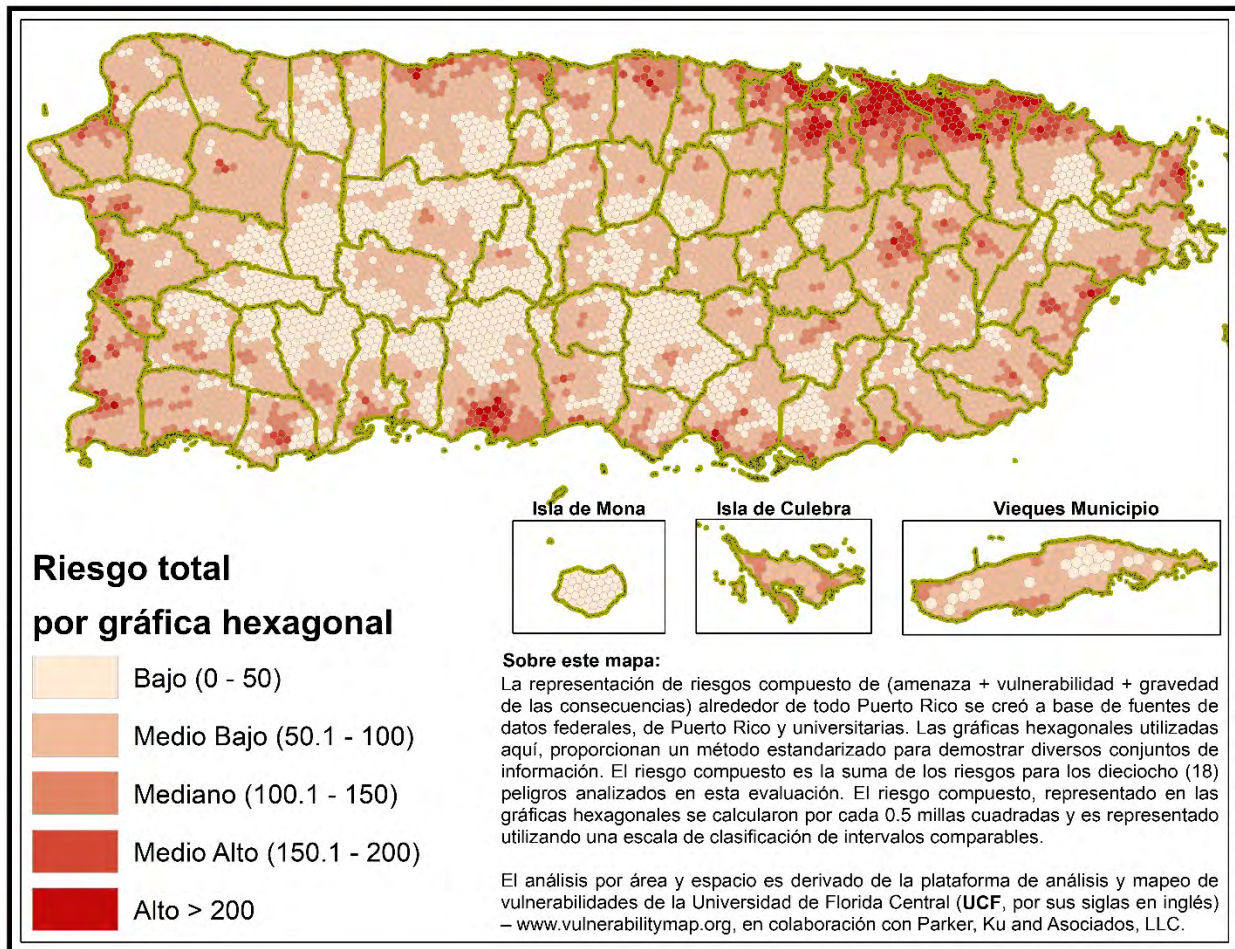 Isla de Mona
Isla de Culebra
Vieques Municipio
Riesgo total
por gráfica hexagonal
Bajo (0 - 50)
Medio Bajo (50.1 - 100)
Mediano (100.1 - 150)
Medio Alto (150.1 - 200)
Alto > 200
Sobre este mapa:
La representación de riesgos compuesto de (amenaza + vulnerabilidad + gravedad
de las consecuencias) alrededor de todo Puerto Rico se creó a base de fuentes de
datos federales, de Puerto Rico y universitarias. Las gráficas hexagonales utilizadas
aquí, proporcionan un método estandarizado para demostrar diversos conjuntos de
información. El riesgo compuesto es la suma de los riesgos para los dieciocho (18)
peligros analizados en esta evaluación. El riesgo compuesto, representado en las
gráficas hexagonales se calcularon por cada 0.5 millas cuadradas y es representado
utilizando una escala de clasificación de intervalos comparables.
El análisis por área y espacio es derivado de la plataforma de análisis y mapeo de
vulnerabilidades de la Universidad de Florida Central (UCF, por sus siglas en inglés)
– www.vulnerabilitymap.org, en colaboración con Parker, Ku and Asociados, LLC.